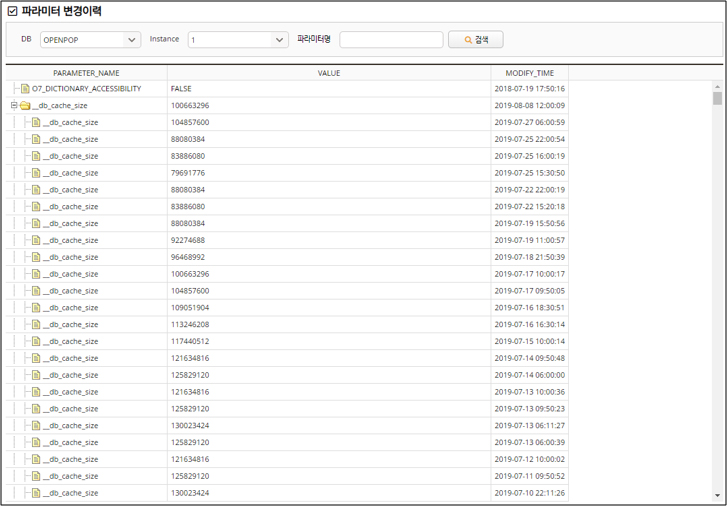 파라미터 변경이력
DB OPENPOP Instance 1 파라미터명 검색
PARAMETER_NAME VALUE MODIFY_TIME
O7_DICTIONARY_ACCESSIBILITY FALSE 2018-07-19 17:50:16
__db_cache_size 100663296 2019-08-08 12:00:09
__db_cache_size 104857600 2019-07-27 06:00:59
__db_cache_size 88080384 2019-07-25 22:00:54
__db_cache_size 83886080 2019-07-25 16:00:19
__db_cache_size 79691776 2019-07-25 15:30:50
__db_cache_size 88080384 2019-07-22 22:00:19
__db_cache_size 83886080 2019-07-22 15:20:18
__db_cache_size 88080384 2019-07-19 15:50:56
__db_cache_size 92274688 2019-07-19 11:00:57
__db_cache_size 96468992 2019-07-18 21:50:39
__db_cache_size 100663296 2019-07-17 10:00:17
__db_cache_size 104857600 2019-07-17 09:50:05
__db_cache_size 109051904 2019-07-16 18:30:51
__db_cache_size 113246208 2019-07-16 16:30:14
__db_cache_size 117440512 2019-07-15 10:00:14
__db_cache_size 121634816 2019-07-14 09:50:48
__db_cache_size 125829120 2019-07-14 06:00:00
__db_cache_size 121634816 2019-07-13 10:00:36
__db_cache_size 125829120 2019-07-13 09:50:23
__db_cache_size 130023424 2019-07-13 06:11:27
__db_cache_size 125829120 2019-07-13 06:00:39
__db_cache_size 121634816 2019-07-12 10:00:02
__db_cache_size 125829120 2019-07-11 09:50:52
__db_cache_size 130023424 2019-07-10 22:11:26